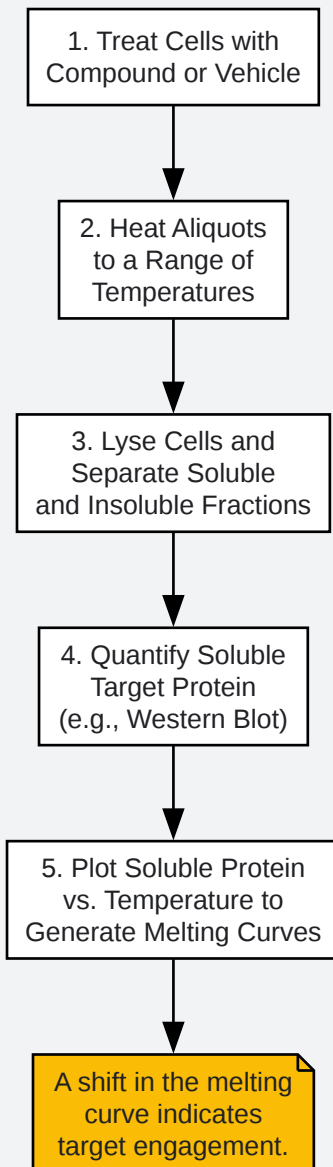 1. Treat Cells with
Compound or Vehicle
2. Heat Aliquots
to a Range of
Temperatures
3. Lyse Cells and
Separate Soluble
and Insoluble Fractions
4. Quantify Soluble
Target Protein
(e.g., Western Blot)
5. Plot Soluble Protein
vs. Temperature to
Generate Melting Curves
A shift in the melting
curve indicates
target engagement.